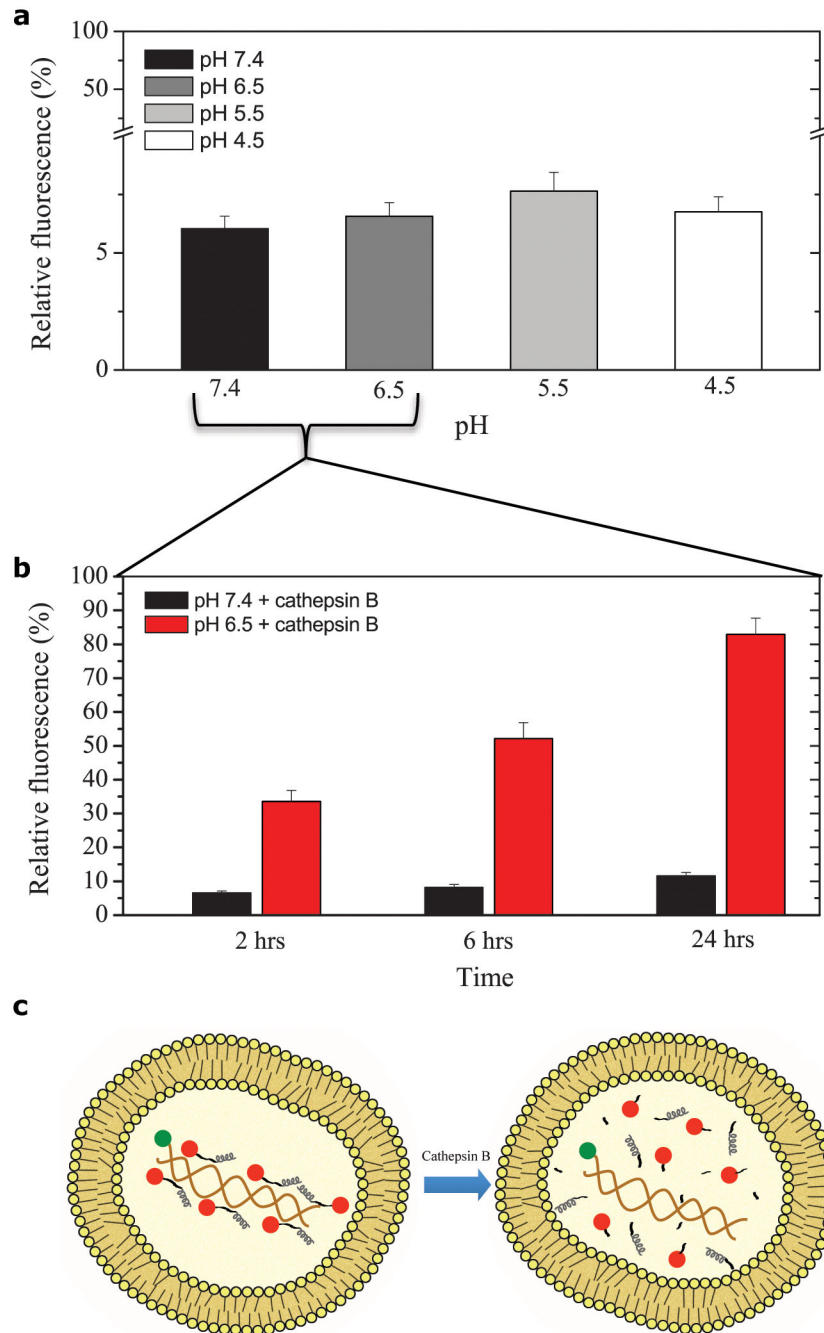 a
Relative fluorescence (%)
100
50
5
0
pH 7.4
pH 6.5
pH 5.5
pH 4.5
7.4 6.5 5.5 4.5
pH
b
Relative fluorescence (%)
100
90
80
70
60
50
40
30
20
10
0
pH 7.4 + cathepsin B
pH 6.5 + cathepsin B
2 hrs 6 hrs 24 hrs
Time
c
Cathepsin B